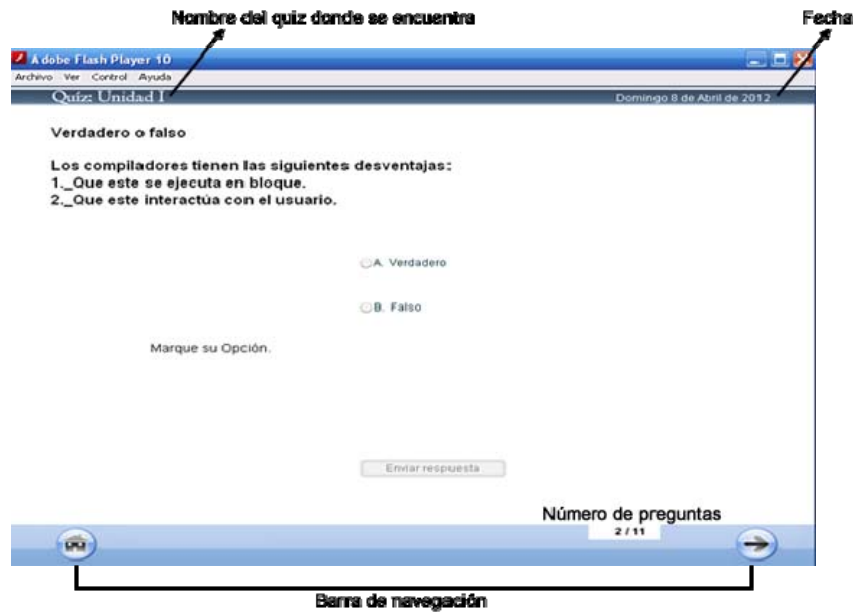 Nombre del quiz donde se encuentra
Fecha
Adobe Flash Player 10
Archivo Ver Control Ayuda
Quiz: Unidad I
Domingo 8 de Abril de 2012
Verdadero o falso
Los compiladores tienen las siguientes desventajas:
1._Que este se ejecuta en bloque.
2._Que este interactúa con el usuario.
A. Verdadero
B. Falso
Marque su Opción.
Enviar respuesta
Número de preguntas
2 / 11
Barra de navegación